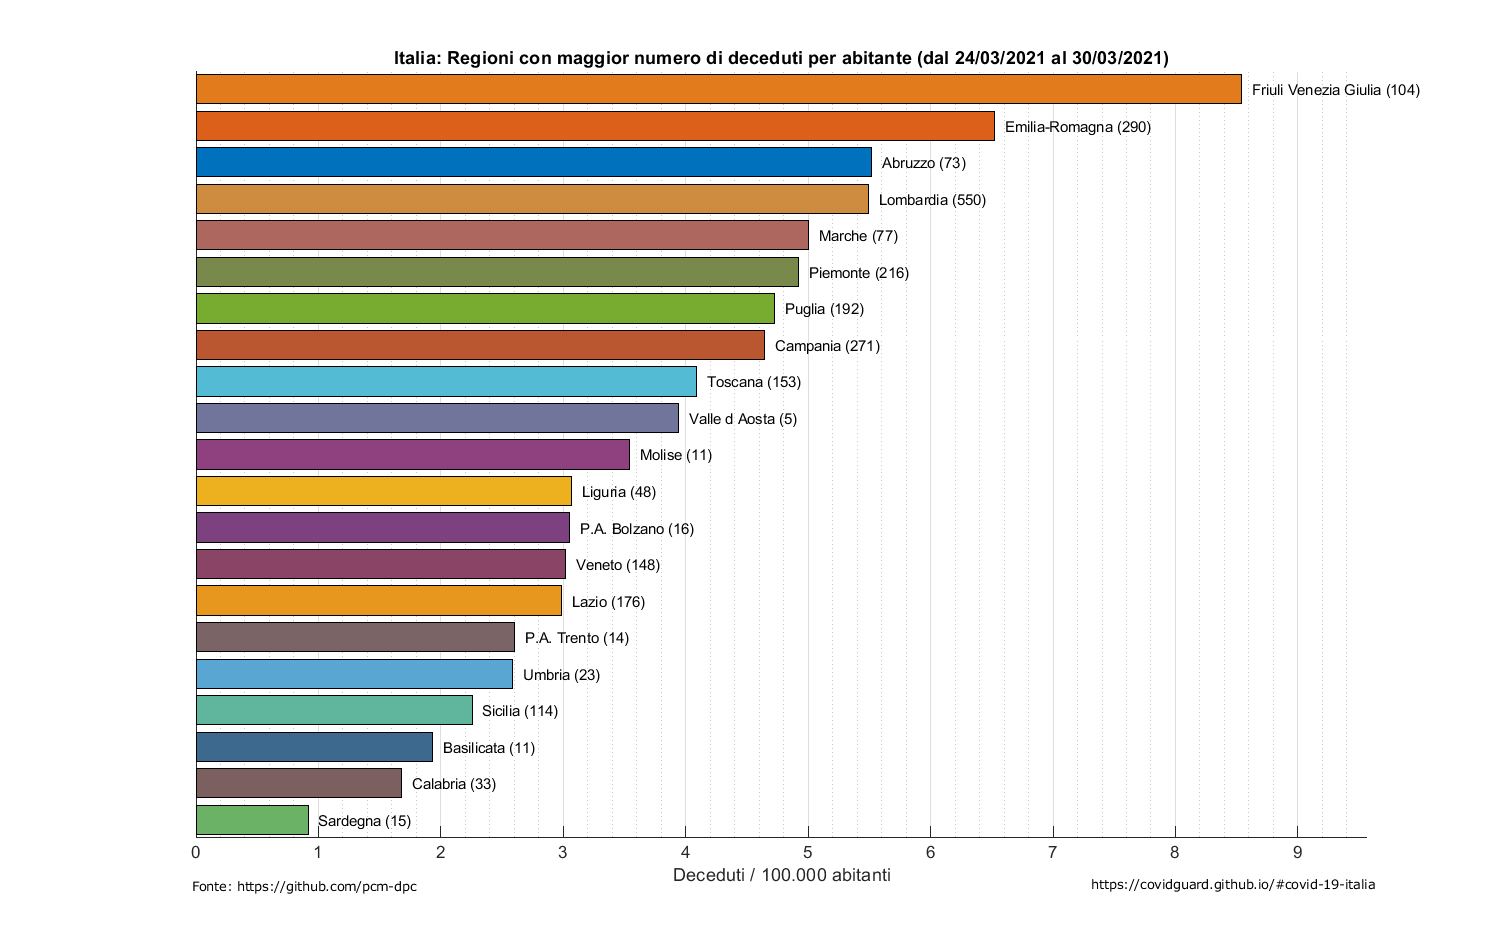 Italia: Regioni con maggior numero di deceduti per abitante (dal 24/03/2021 al 30/03/2021)
Friuli Venezia Giulia (104)
Emilia-Romagna (290)
Abruzzo (73)
Lombardia (550)
Marche (77)
Piemonte (216)
Puglia (192)
Campania (271)
Toscana (153)
Valle d Aosta (5)
Molise (11)
Liguria (48)
P.A. Bolzano (16)
Veneto (148)
Lazio (176)
P.A. Trento (14)
Umbria (23)
Sicilia (114)
Basilicata (11)
Calabria (33)
Sardegna (15)
0 1 2 3 4 5 6 7 8 9
Deceduti / 100.000 abitanti
Fonte: https://github.com/pcm-dpc
https://covidguard.github.io/#covid-19-italia